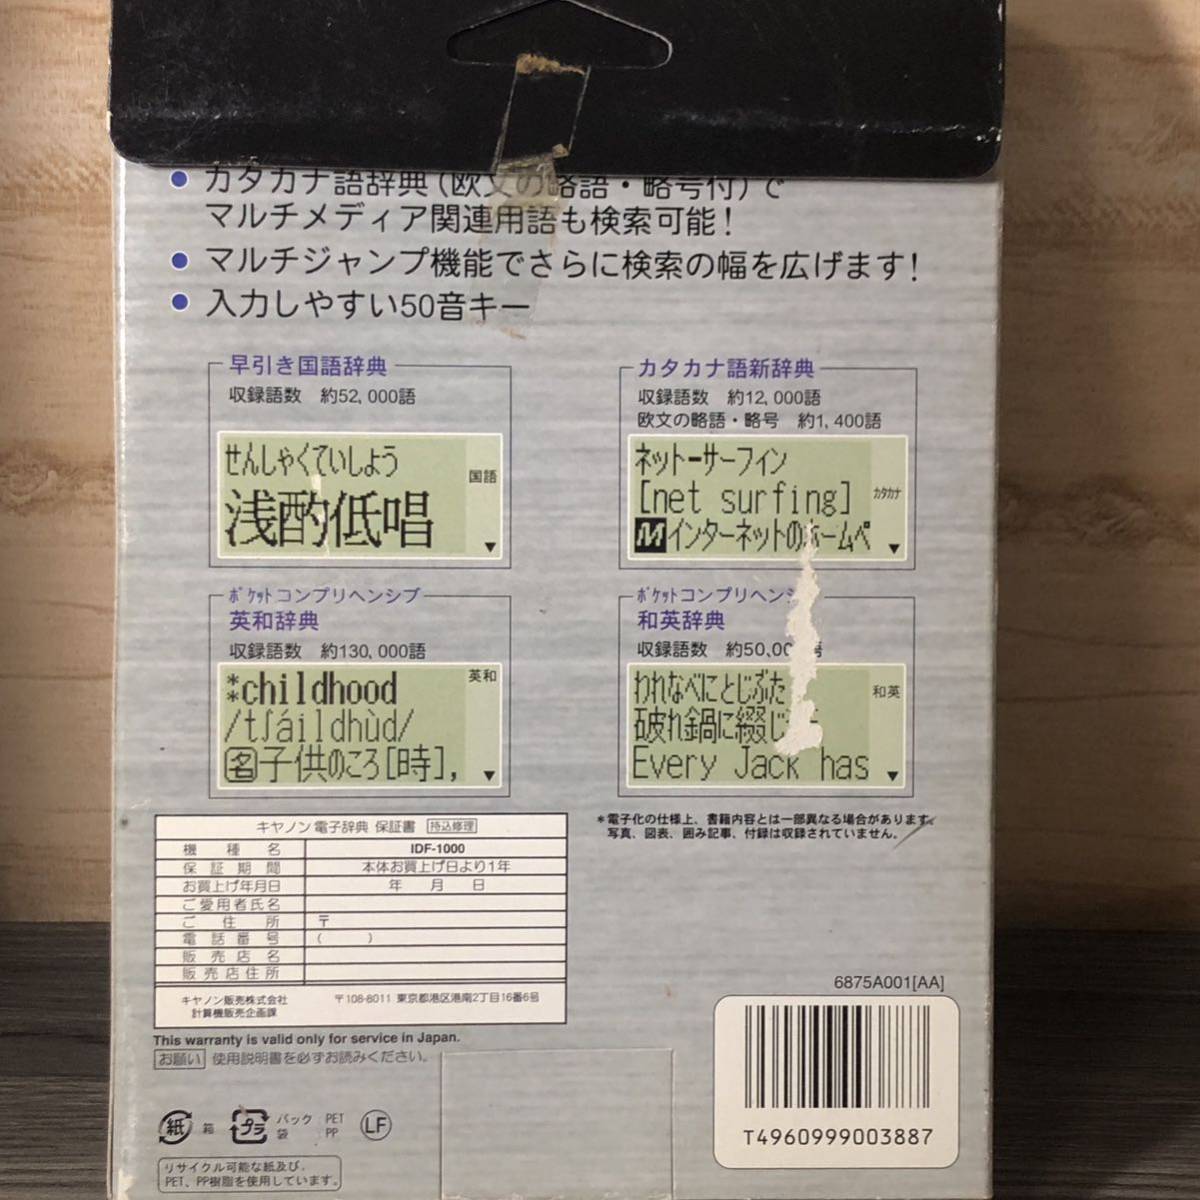 ● カタカナ語辞典(欧文の略語・略号付)で
マルチメディア関連用語も検索可能!
● マルチジャンプ機能でさらに検索の幅を広げます!
● 入力しやすい50音キー
早引き国語辞典
収録語数 約52,000語
せんしゃくていしよう
国語
浅酌低唱
▼
カタカナ語新辞典
収録語数 約12,000語
欧文の略語・略号 約1,400語
ネットーサーフィン
[net surfing]
カタカナ
Mインターネットのホームペ
▼
ポケットコンプリヘンシブ
英和辞典
収録語数 約130,000語
英和
*childhood
/tʃáildhùd/
名子供のころ[時],
▼
ポケットコンプリヘンシ
和英辞典
収録語数 約50,00 語
われなべにとじぶた
和英
破れ鍋に綴じ
Every Jack has
▼
キヤノン電子辞典 保証書 持込修理
機種名 IDF-1000
保証期間 本体お買上げ日より1年
お買上げ年月日 年 月 日
ご愛用者氏名
ご住所 〒
電話番号 ( )
販売店名
販売店住所
キヤノン販売株式会社 〒108-8011 東京都港区港南2丁目16番6号
計算機販売企画課
This warranty is valid only for service in Japan.
お願い 使用説明書を必ずお読みください。
*電子化の仕様上、書籍内容とは一部異なる場合があります。
写真、図表、囲み記事、付録は収録されていません。
6875A001[AA]
T4960999003887
紙 箱 プラ パック PET LF
袋 PP
リサイクル可能な紙及び、
PET、PP樹脂を使用しています。